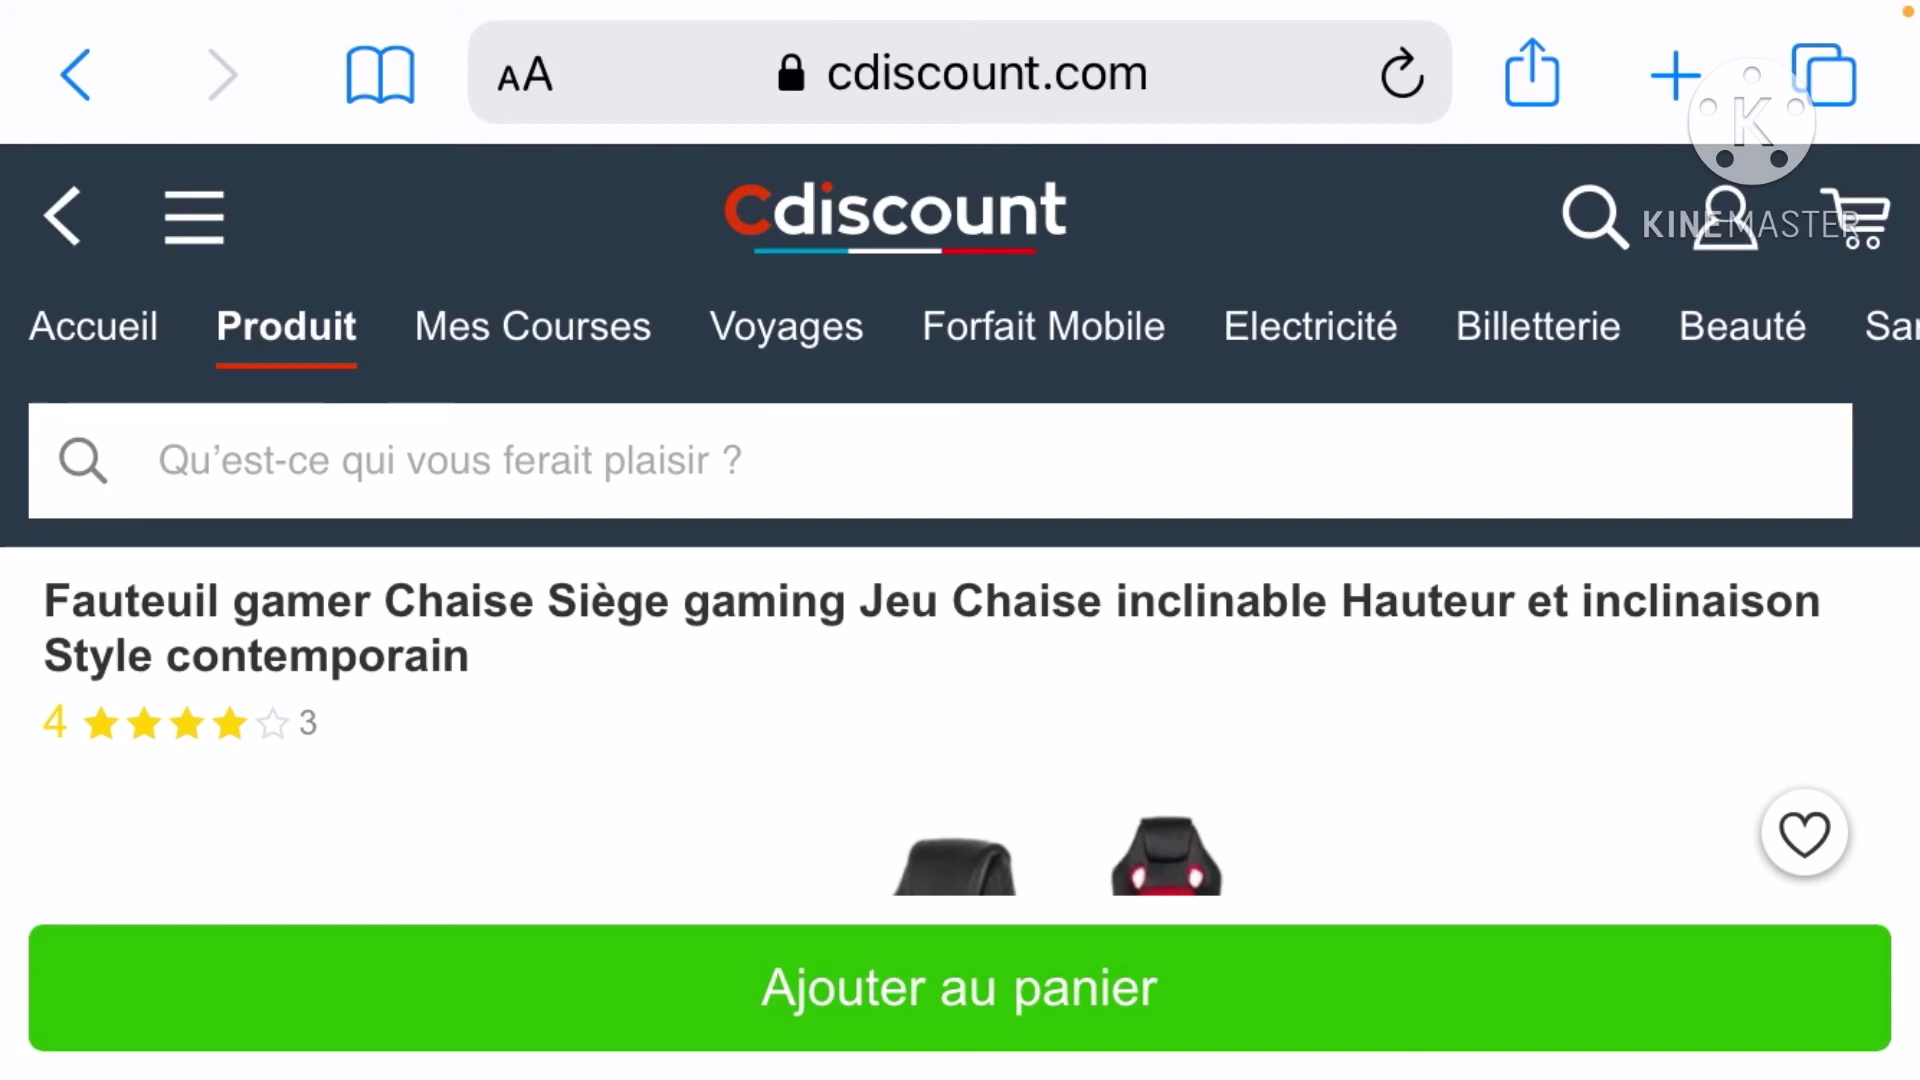 AA cdiscount.com
K
Cdiscount
KINEMASTER
Accueil Produit Mes Courses Voyages Forfait Mobile Electricité Billetterie Beauté Sar
Qu’est-ce qui vous ferait plaisir ?
Fauteuil gamer Chaise Siège gaming Jeu Chaise inclinable Hauteur et inclinaison
Style contemporain
4 3
Ajouter au panier